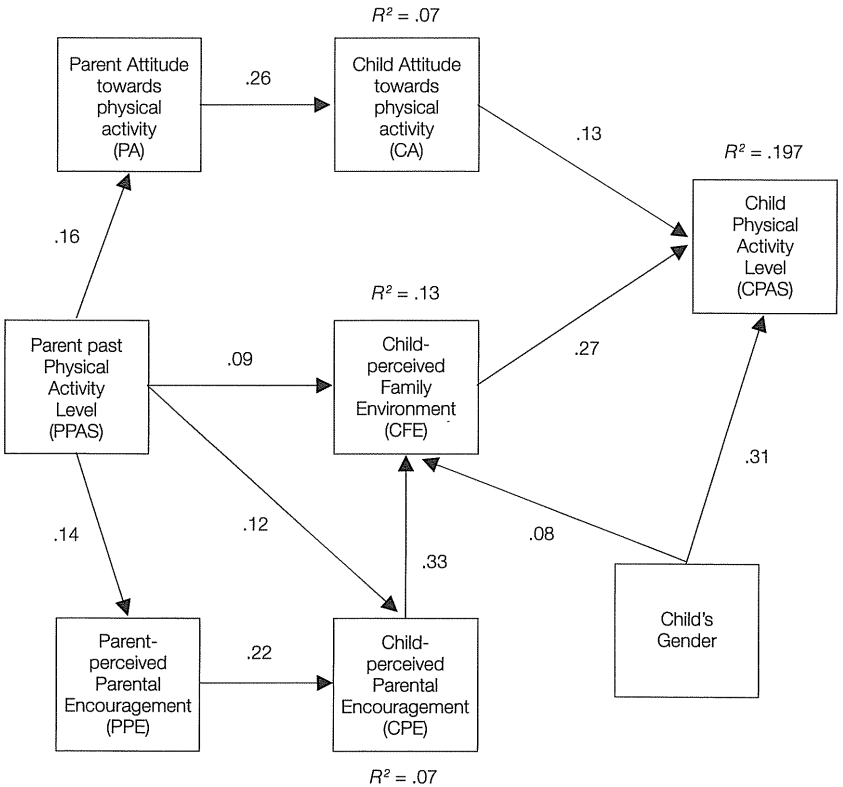 R² = .07
Parent Attitude
towards
physical
activity
(PA)
.26
Child Attitude
towards
physical
activity
(CA)
.13
R² = .197
Child
Physical
Activity
Level
(CPAS)
.16
R² = .13
Parent past
Physical
Activity
Level
(PPAS)
.09
Child-
perceived
Family
Environment
(CFE)
.27
.31
.14
.12
.33
.08
Parent-
perceived
Parental
Encouragement
(PPE)
.22
Child-
perceived
Parental
Encouragement
(CPE)
Child's
Gender
R² = .07